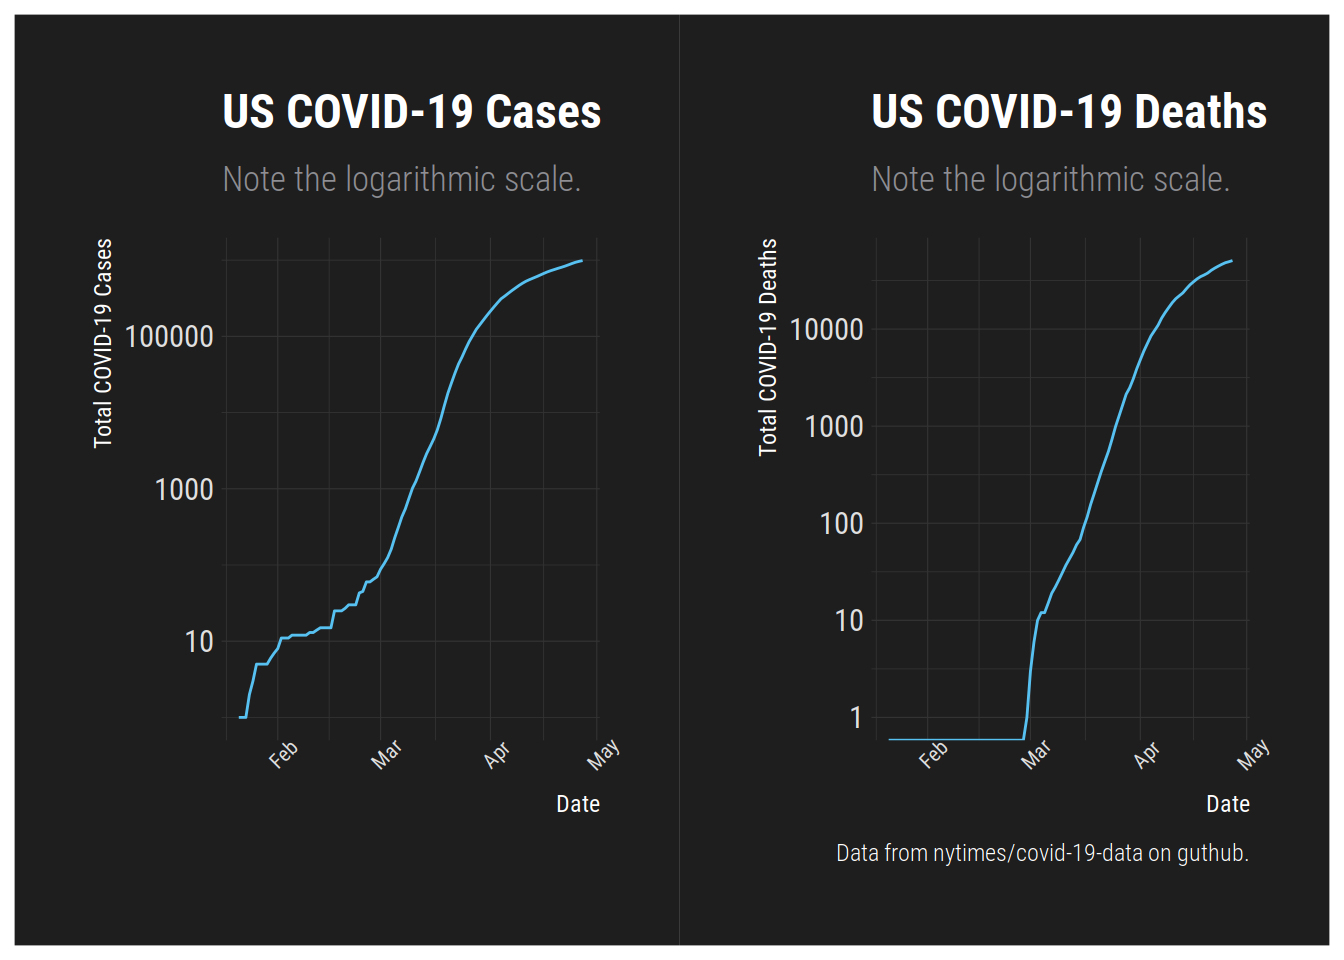 US COVID-19 Cases
Note the logarithmic scale.
Total COVID-19 Cases
100000
1000
10
Feb
Mar
Apr
May
Date
US COVID-19 Deaths
Note the logarithmic scale.
Total COVID-19 Deaths
10000
1000
100
10
1
Feb
Mar
Apr
May
Date
Data from nytimes/covid-19-data on guthub.